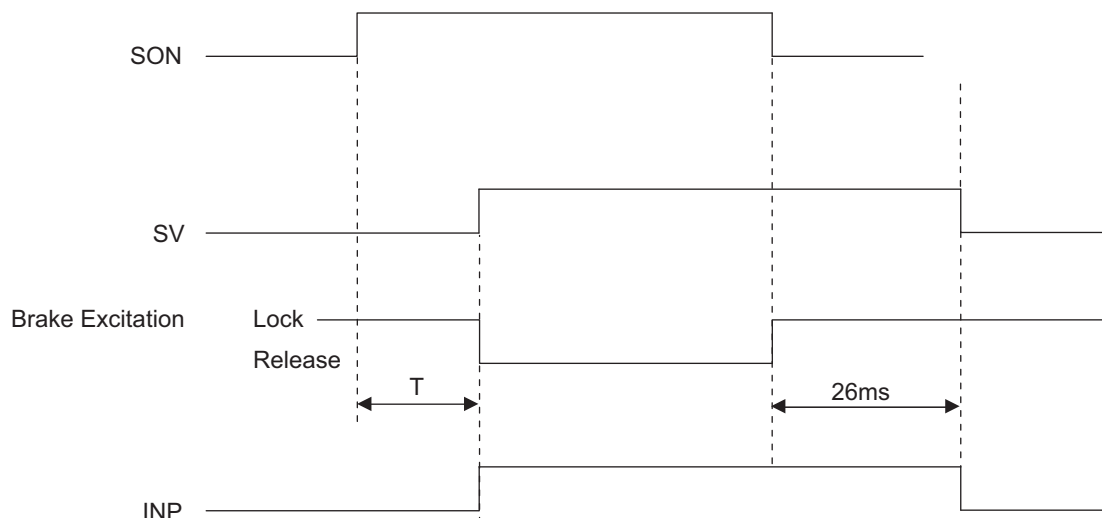 SON
SV
Brake Excitation Lock
Release
T
26ms
INP